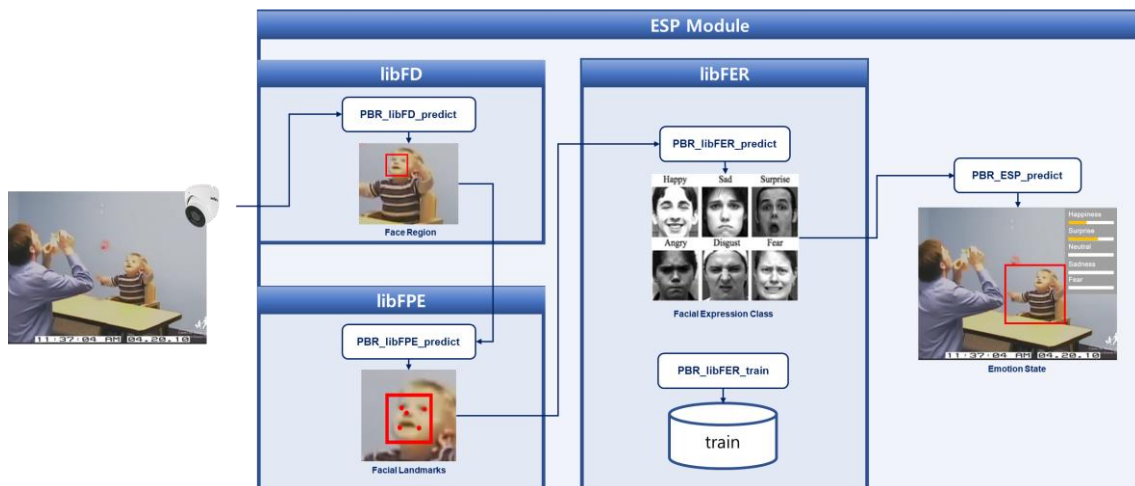 ESP Module
libFD
PBR_libFD_predict
Face Region
libFPE
PBR_libFPE_predict
Facial Landmarks
libFER
PBR_libFER_predict
Happy Sad Surprise
Angry Disgust Fear
Facial Expression Class
PBR_libFER_train
train
PBR_ESP_predict
Happiness
Surprise
Neutral
Sadness
Fear
11:37:04 AM 04.20.10
Emotion State
11:37:04 AM 04.20.10